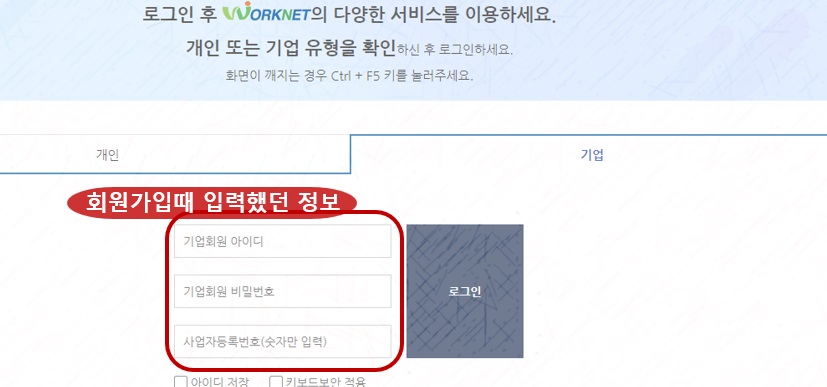 로그인 후 WORKNET의 다양한 서비스를 이용하세요.
개인 또는 기업 유형을 확인하신 후 로그인하세요.
화면이 깨지는 경우 Ctrl + F5 키를 눌러주세요.
개인
기업
회원가입때 입력했던 정보
기업회원 아이디
기업회원 비밀번호
사업자등록번호(숫자만 입력)
로그인
아이디 저장
키보드보안 적용